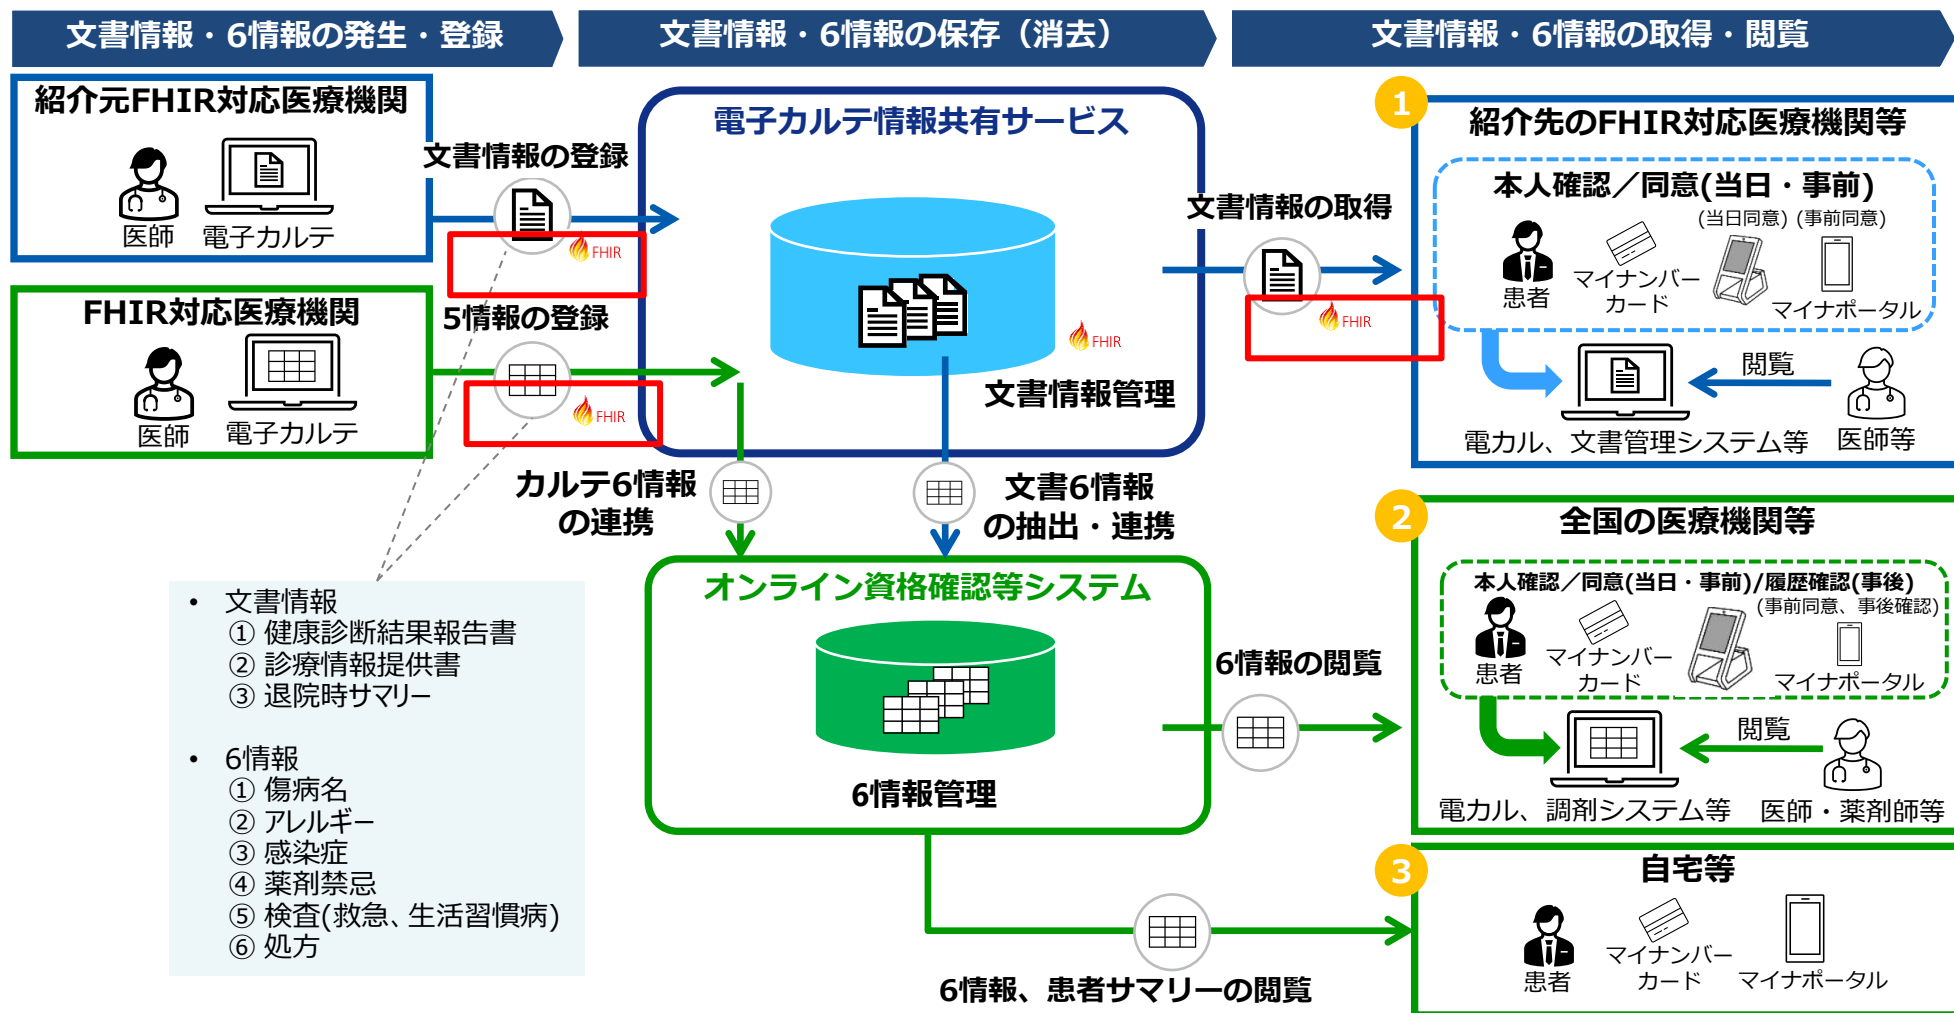 文書情報・6情報の発生・登録
文書情報・6情報の保存（消去）
文書情報・6情報の取得・閲覧
紹介元FHIR対応医療機関
医師
電子カルテ
文書情報の登録
FHIR
FHIR対応医療機関
医師
電子カルテ
5情報の登録
FHIR
電子カルテ情報共有サービス
FHIR
文書情報管理
カルテ6情報
の連携
文書6情報
の抽出・連携
オンライン資格確認等システム
6情報管理
文書情報の取得
FHIR
6情報の閲覧
6情報、患者サマリーの閲覧
• 文書情報
① 健康診断結果報告書
② 診療情報提供書
③ 退院時サマリー
• 6情報
① 傷病名
② アレルギー
③ 感染症
④ 薬剤禁忌
⑤ 検査(救急、生活習慣病)
⑥ 処方
1
紹介先のFHIR対応医療機関等
本人確認／同意(当日・事前)
(当日同意)
(事前同意)
患者
マイナンバー
カード
マイナポータル
閲覧
電カル、文書管理システム等
医師等
2
全国の医療機関等
本人確認／同意(当日・事前)/履歴確認(事後)
(事前同意、事後確認)
患者
マイナンバー
カード
マイナポータル
閲覧
電カル、調剤システム等
医師・薬剤師等
3
自宅等
患者
マイナンバー
カード
マイナポータル